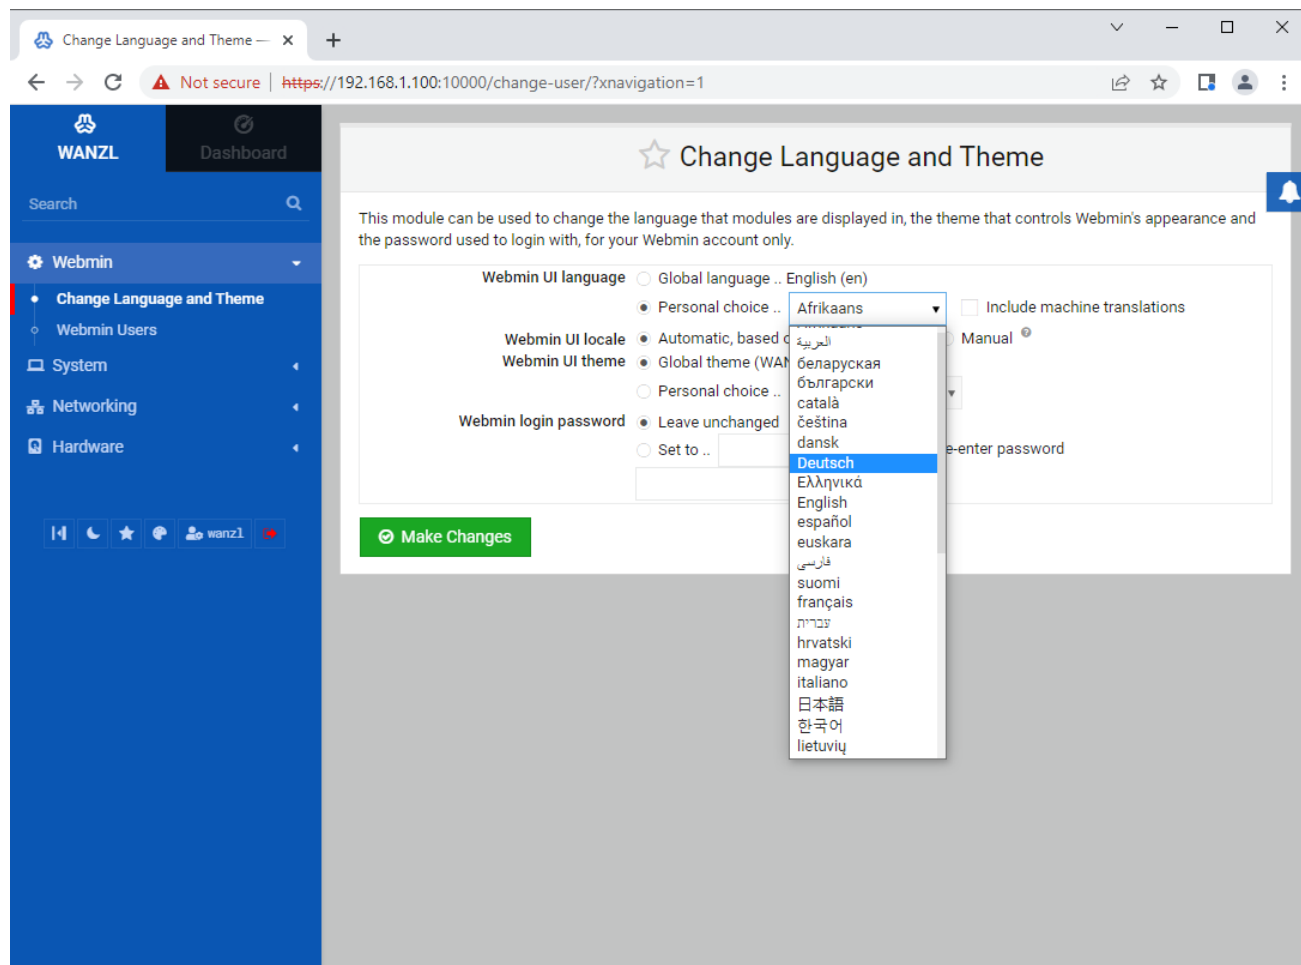 Change Language and Theme —
Not secure | https://192.168.1.100:10000/change-user/?xnavigation=1
WANZL
Dashboard
Search
Webmin
Change Language and Theme
Webmin Users
System
Networking
Hardware
wanzl
Change Language and Theme
This module can be used to change the language that modules are displayed in, the theme that controls Webmin's appearance and
the password used to login with, for your Webmin account only.
Webmin UI language Global language .. English (en)
Personal choice .. Afrikaans Include machine translations
Webmin UI locale Automatic, based Manual
Webmin UI theme Global theme
Personal choice ..
Webmin login password Leave unchanged
Set to .. password
Make Changes
العربية
беларуская
български
català
čeština
dansk
Deutsch
Ελληνικά
English
español
euskara
فارسی
suomi
français
עברית
hrvatski
magyar
italiano
日本語
한국어
lietuvių